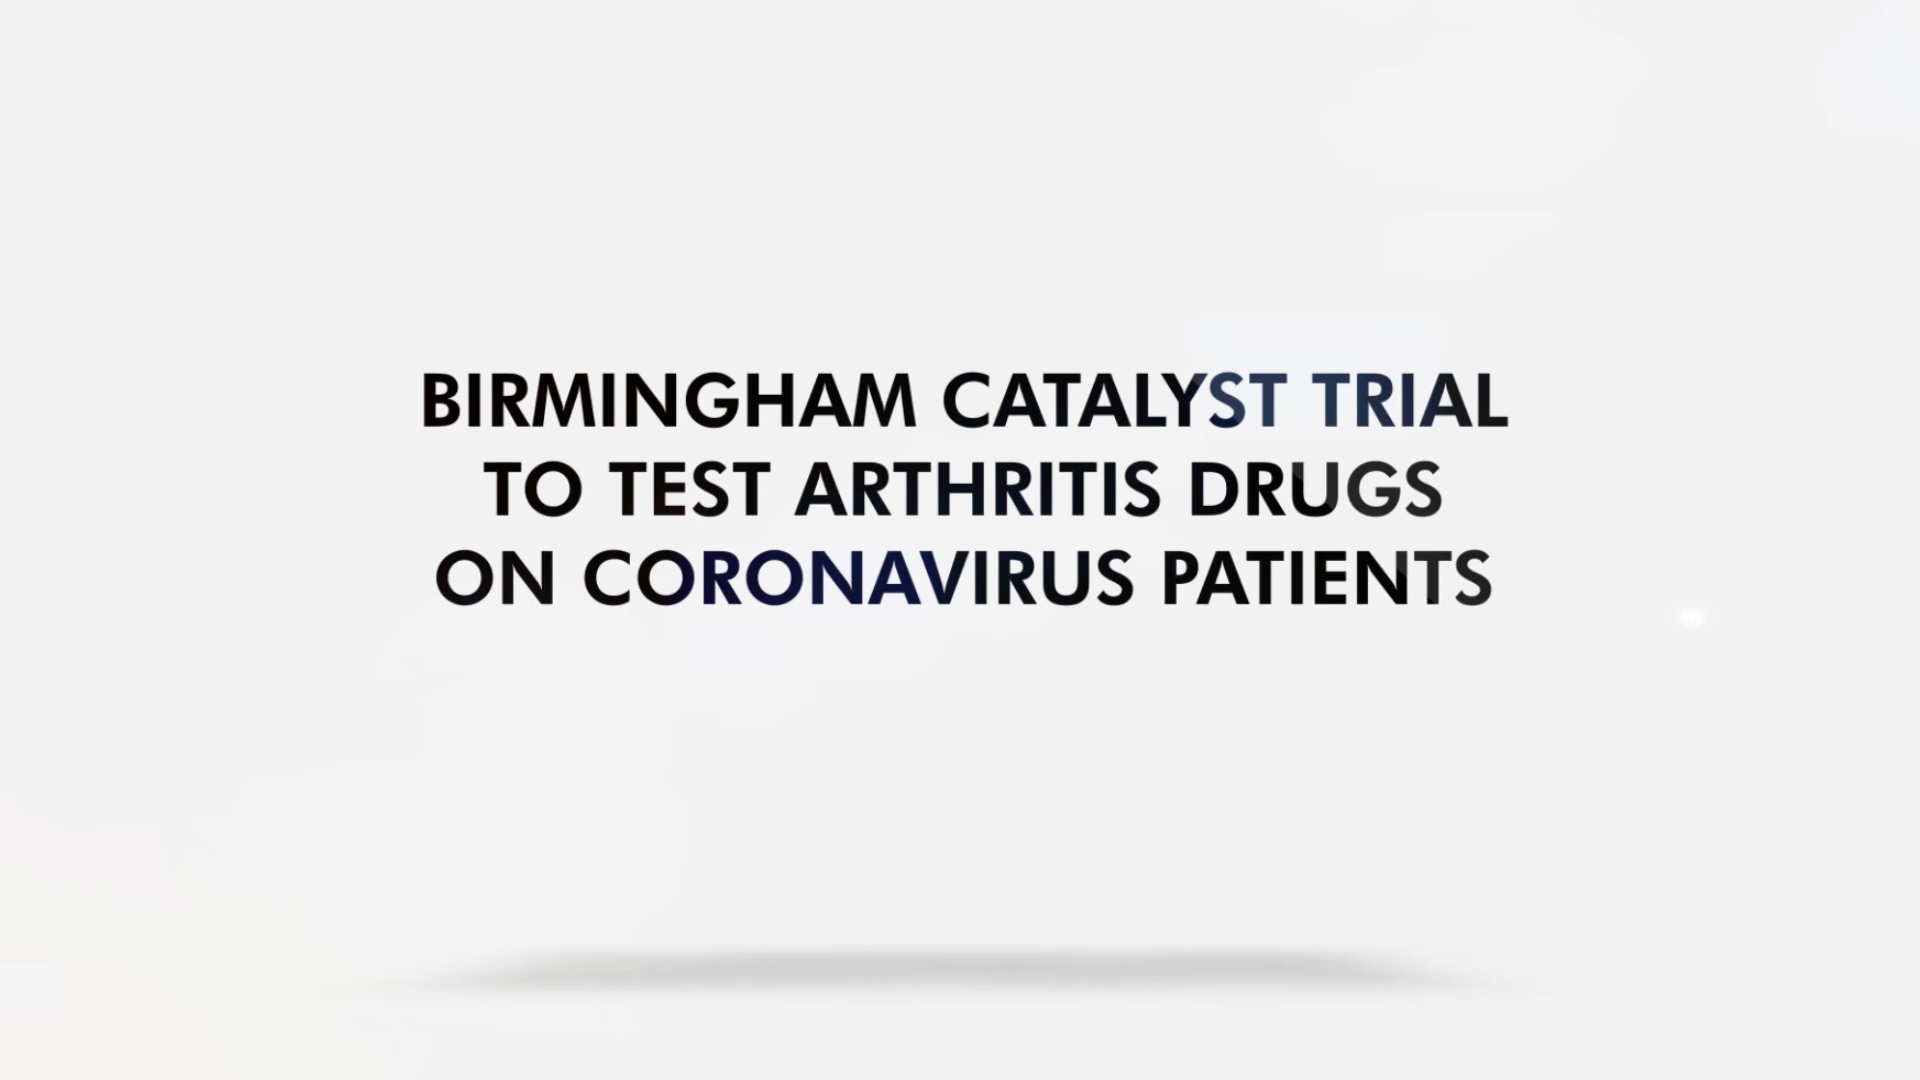 BIRMINGHAM CATALYST TRIAL
TO TEST ARTHRITIS DRUGS
ON CORONAVIRUS PATIENTS